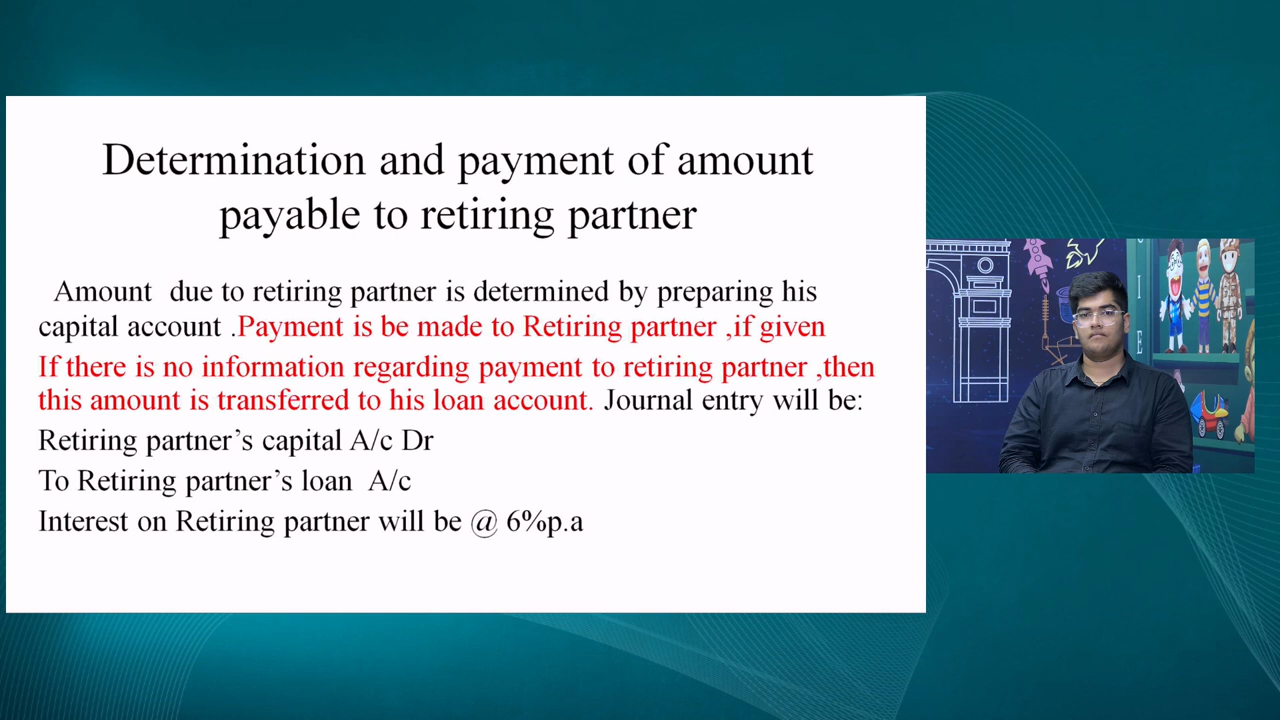 Determination and payment of amount
payable to retiring partner
Amount due to retiring partner is determined by preparing his
capital account .Payment is be made to Retiring partner ,if given
If there is no information regarding payment to retiring partner ,then
this amount is transferred to his loan account. Journal entry will be:
Retiring partner’s capital A/c Dr
To Retiring partner’s loan A/c
Interest on Retiring partner will be @ 6%p.a
I
E